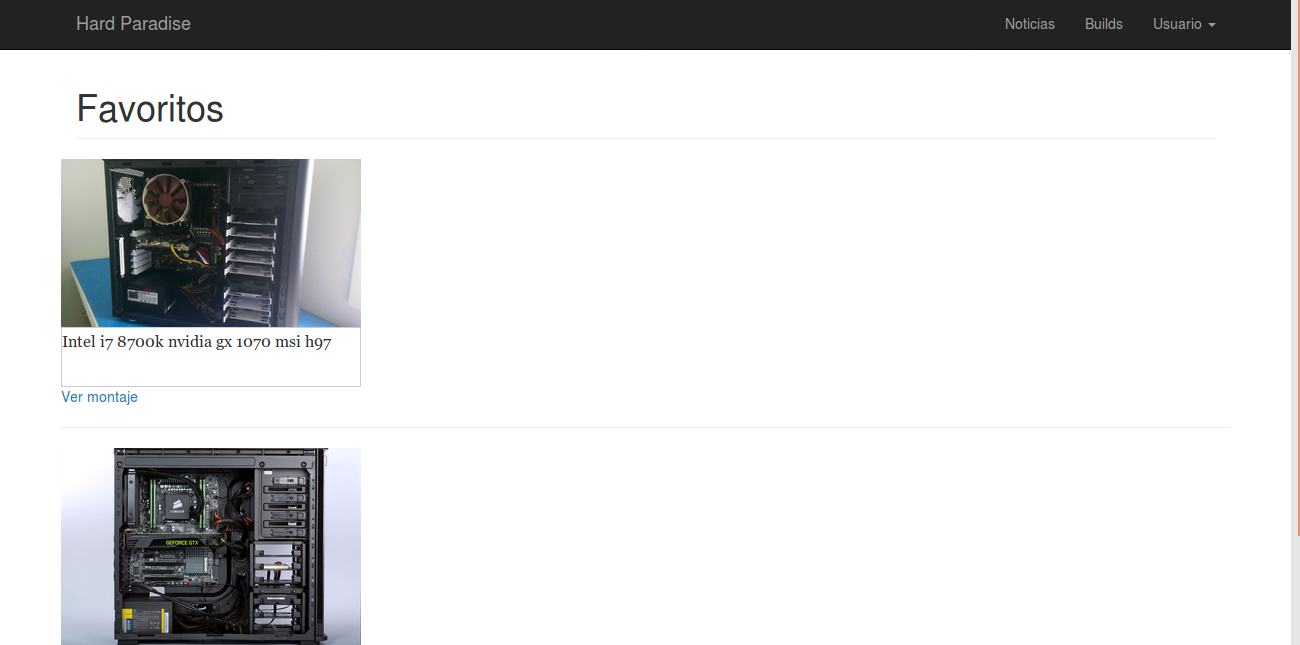 Hard Paradise
Noticias
Builds
Usuario
Favoritos
Intel i7 8700k nvidia gx 1070 msi h97
Ver montaje
GEFORCE GTX